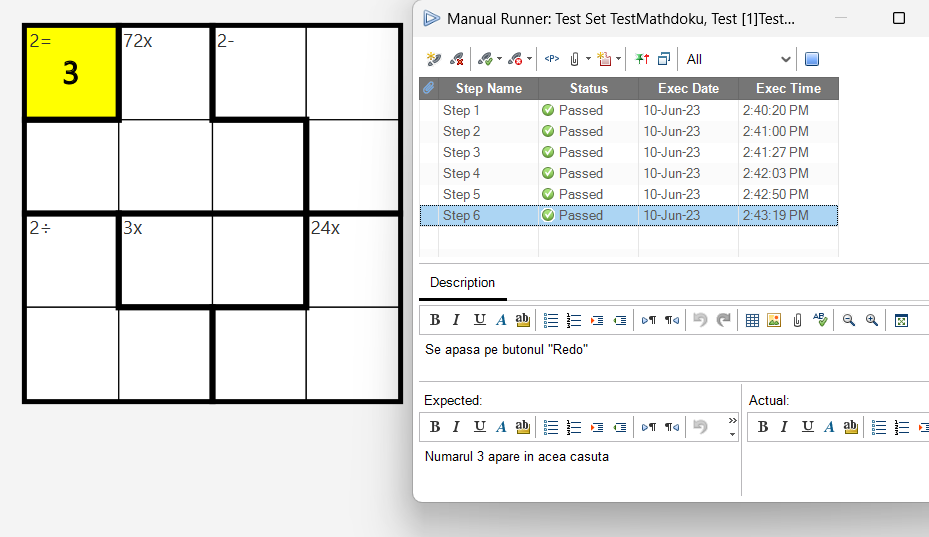 2=
72x
2-
3
2÷
3x
24x
Manual Runner: Test Set TestMathdoku, Test [1]Test...
<P>
All
Step Name Status Exec Date Exec Time
Step 1 Passed 10-Jun-23 2:40:20 PM
Step 2 Passed 10-Jun-23 2:41:00 PM
Step 3 Passed 10-Jun-23 2:41:27 PM
Step 4 Passed 10-Jun-23 2:42:03 PM
Step 5 Passed 10-Jun-23 2:42:50 PM
Step 6 Passed 10-Jun-23 2:43:19 PM
Description
B I U A ab
Se apasa pe butonul "Redo"
Expected:
Actual:
B I U A ab
B I U A ab
Numarul 3 apare in acea casuta